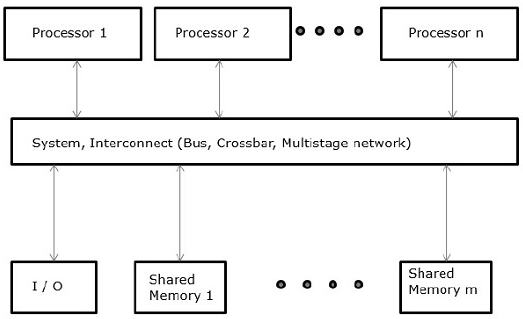 Processor 1
Processor 2
Processor n
System, Interconnect (Bus, Crossbar, Multistage network)
I / O
Shared
Memory 1
Shared
Memory m